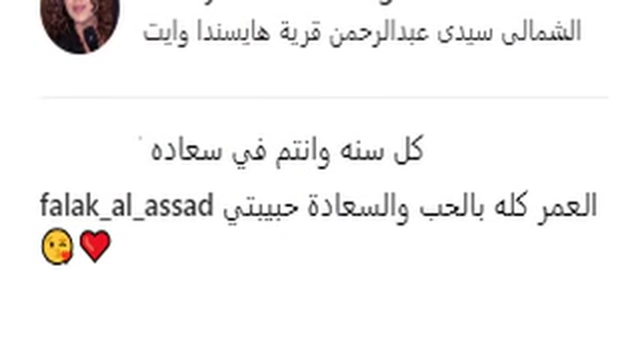 الشمالى سيدى عبدالرحمن قرية هايسندا وايت
كل سنه وانتم في سعاده
falak_al_assad العمر كله بالحب والسعادة حبيبتي
😘❤️